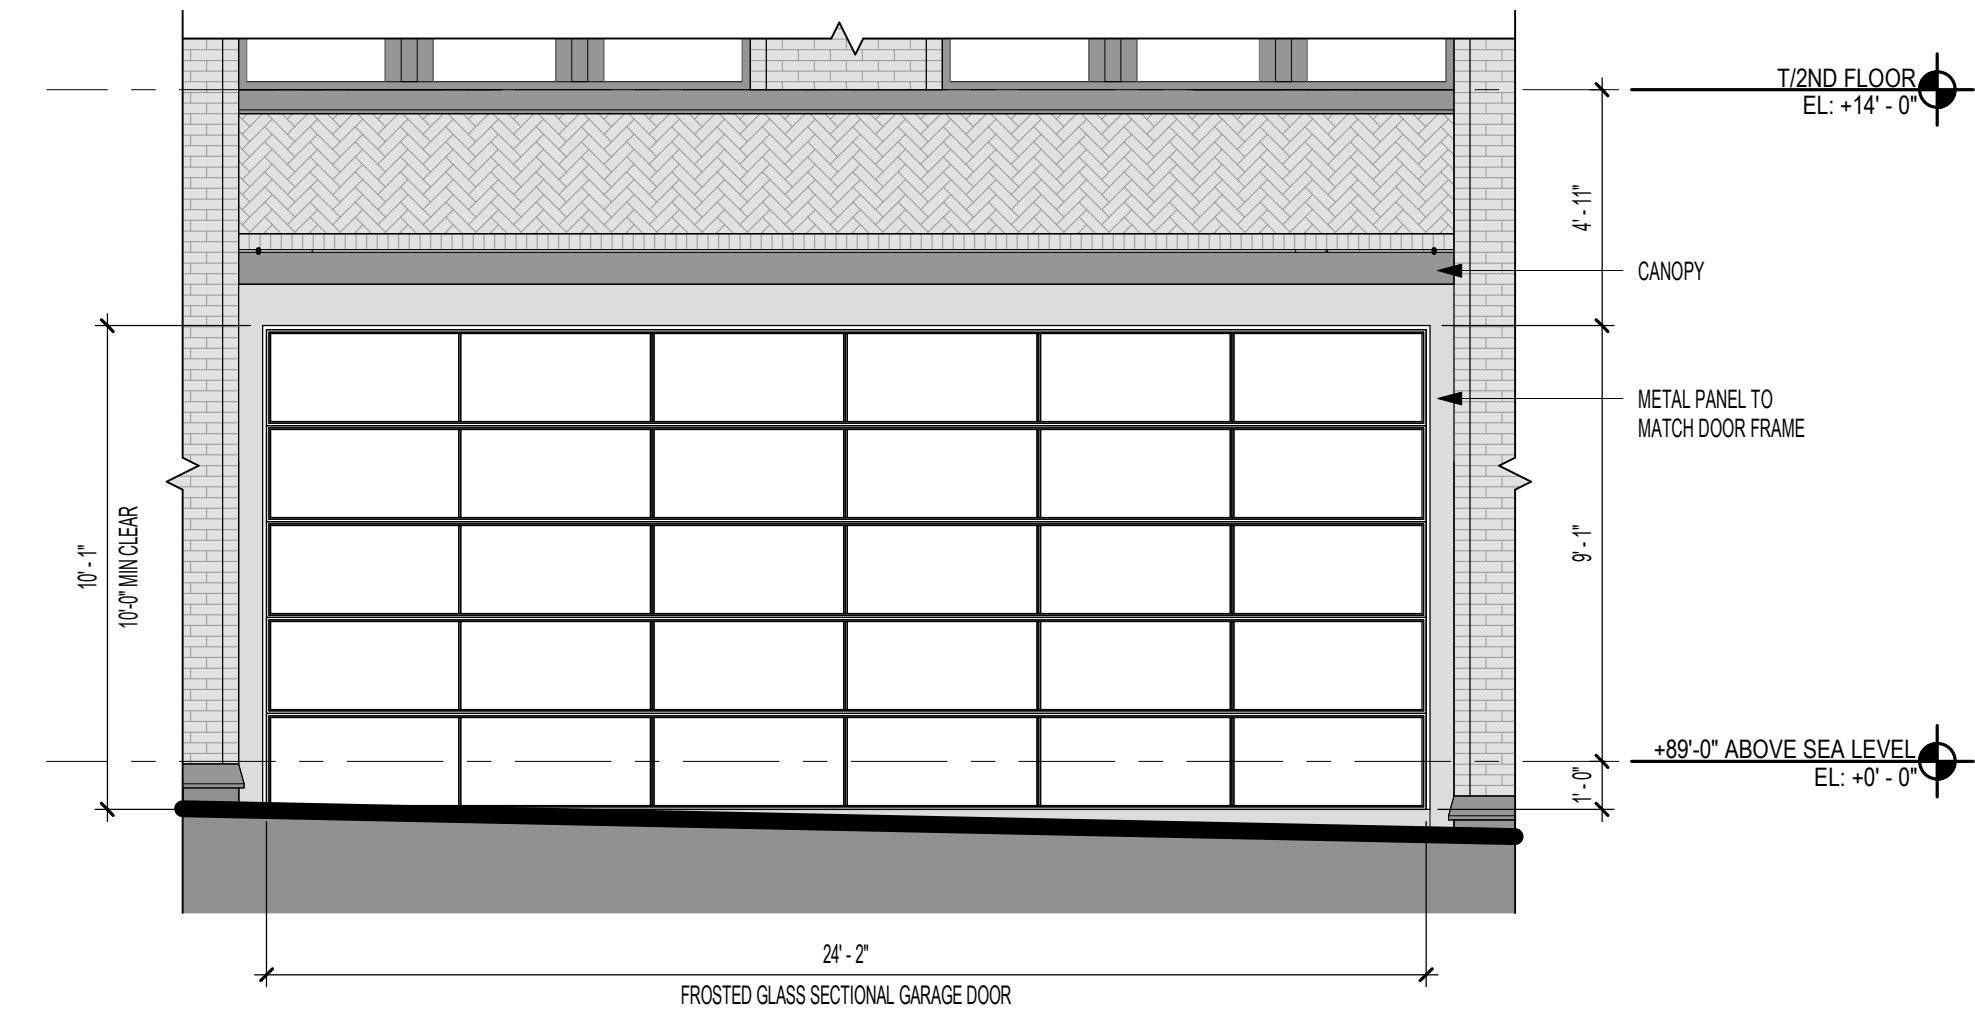 T/2ND FLOOR
EL: +14' - 0"
4' - 11"
CANOPY
METAL PANEL TO
MATCH DOOR FRAME
10' - 1"
10'-0" MIN CLEAR
9' - 1"
+89'-0" ABOVE SEA LEVEL
EL: +0' - 0"
1' - 0"
24' - 2"
FROSTED GLASS SECTIONAL GARAGE DOOR